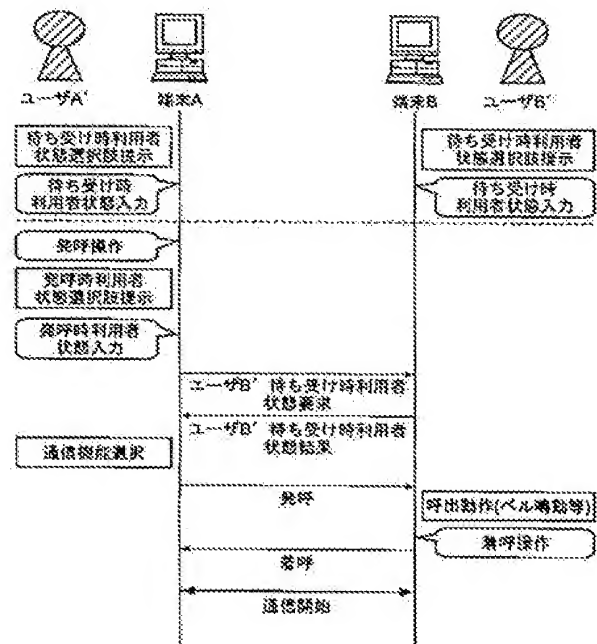 ユーザA'
端末A
端末B
ユーザB'
待ち受け時利用者
状態選択肢提示
待ち受け時利用者
状態選択肢提示
待ち受け時
利用者状態入力
待ち受け時
利用者状態入力
発呼操作
発呼時利用者
状態選択肢提示
発呼時利用者
状態入力
ユーザB' 待ち受け時利用者
状態要求
ユーザB' 待ち受け時利用者
状態結果
通信機能選択
発呼
呼出動作(ベル鳴動等)
着呼操作
着呼
通信開始